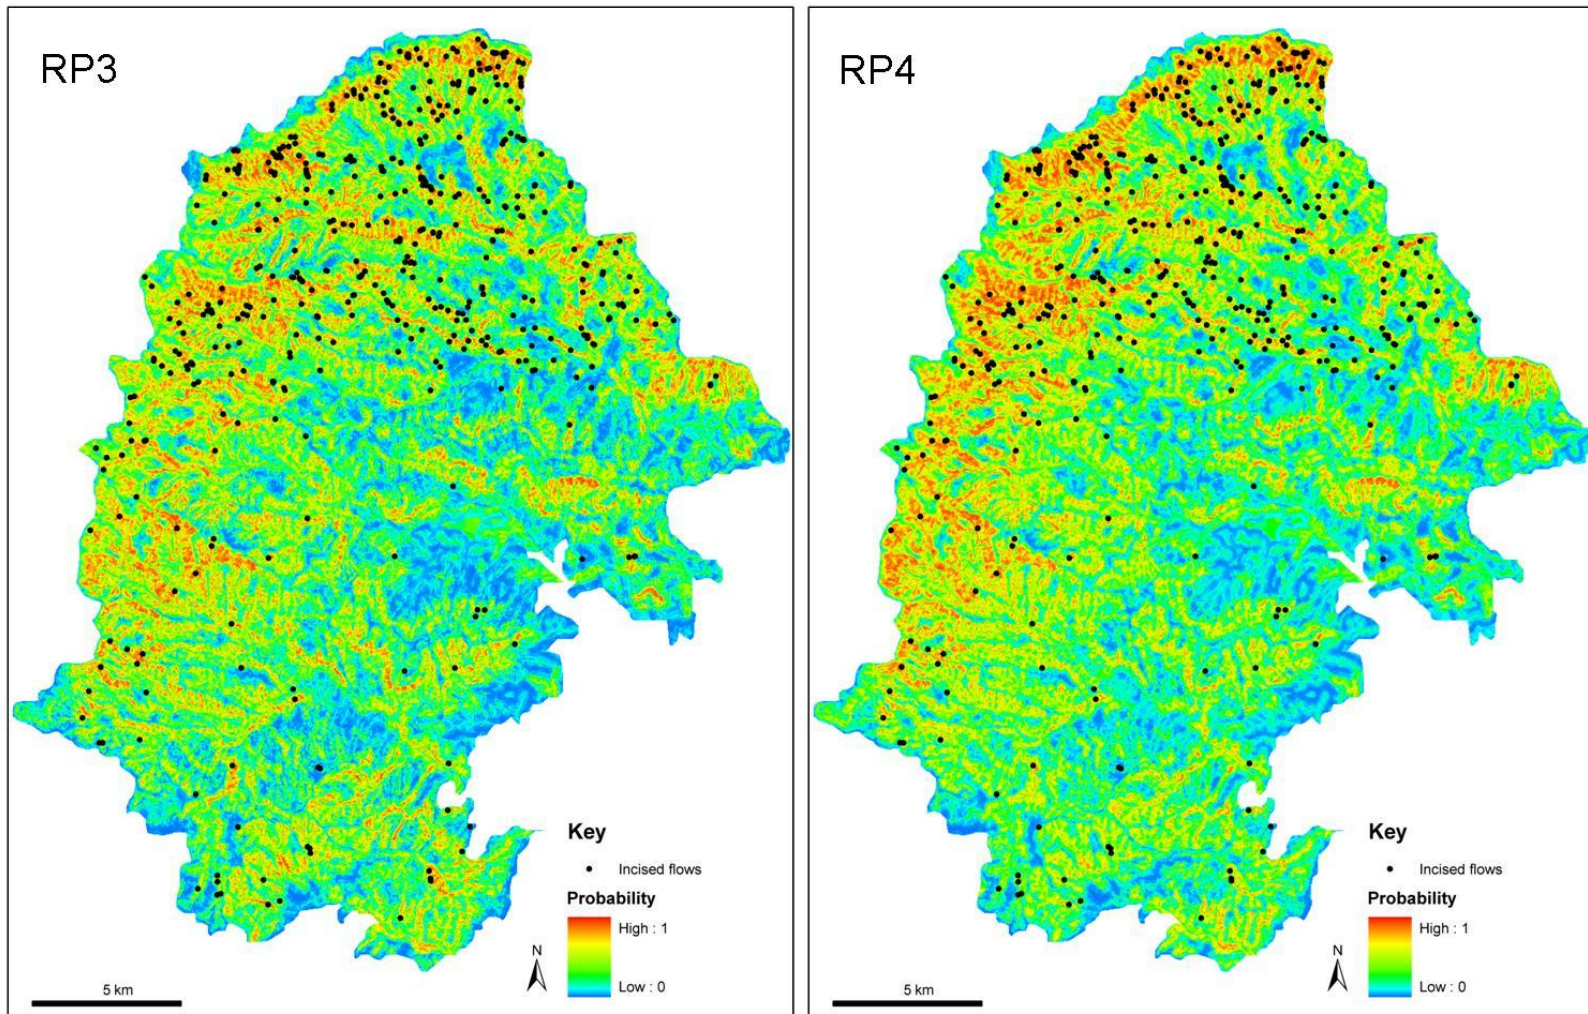 RP3
Key
Incised flows
Probability
High : 1
Low : 0
N
5 km
RP4
Key
Incised flows
Probability
High : 1
Low : 0
N
5 km